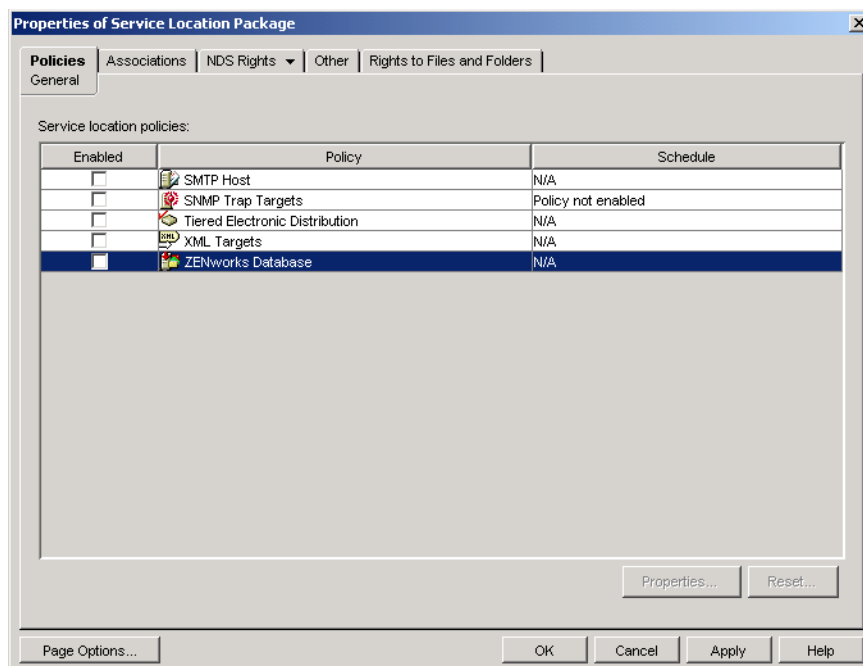 Properties of Service Location Package
Policies Associations NDS Rights Other Rights to Files and Folders
General
Service location policies:
Enabled Policy Schedule
SMTP Host N/A
SNMP Trap Targets Policy not enabled
Tiered Electronic Distribution N/A
XML XML Targets N/A
ZENworks Database N/A
Properties... Reset...
Page Options... OK Cancel Apply Help